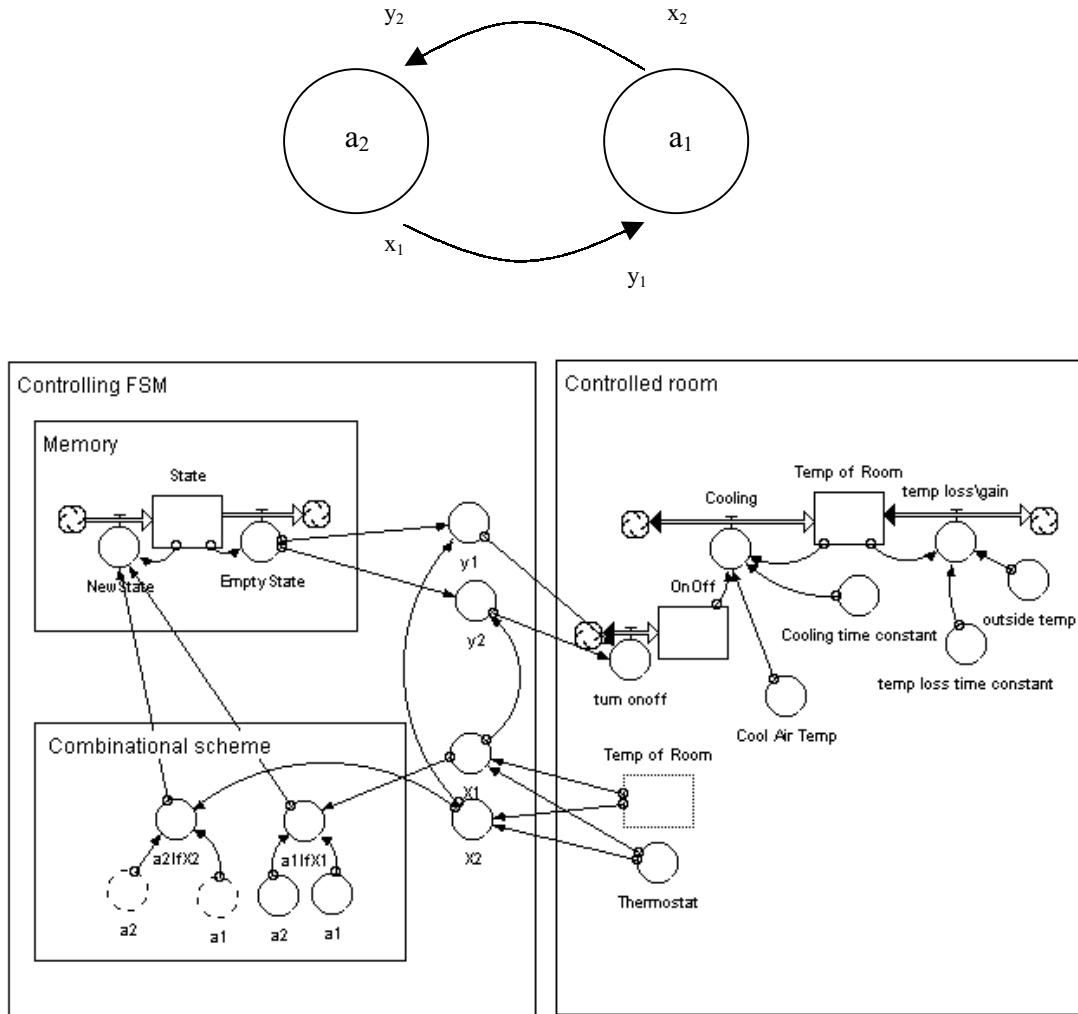 y₂
x₂
a₂
a₁
x₁
y₁
Controlling FSM
Controlled room
Memory
State
NewState
Empty State
y1
y2
Temp of Room
Cooling
temp loss\gain
OnOff
Cooling time constant
outside temp
temp loss time constant
turn onoff
Cool Air Temp
Combinational scheme
a2IfX2
a1IfX1
a2
a1
a2
a1
X1
X2
Temp of Room
Thermostat